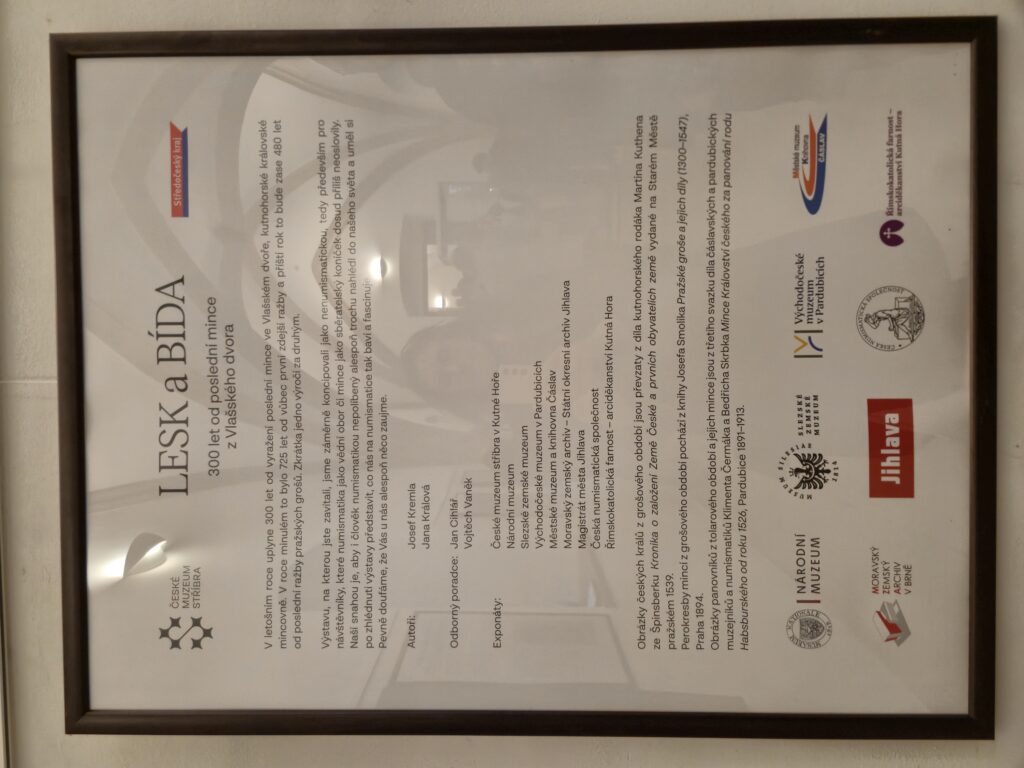 ČESKÉ
MUZEUM
STŘÍBRA
LESK a BÍDA
300 let od poslední mince
z Vlašského dvora
Středočeský kraj
V letošním roce uplyne 300 let od vyražení poslední mince ve Vlašském dvoře, kutnohorské královské
mincovně. V roce minulém to bylo 725 let od vůbec první zdejší ražby a příští rok to bude zase 480 let
od poslední ražby pražských grošů. Zkrátka jedno výročí za druhým.
Výstavu, na kterou jste zavítali, jsme záměrně koncipovali jako nenumismatickou, tedy především pro
návštěvníky, které numismatika jako vědní obor či mince jako sběratelský koníček dosud příliš neoslovily.
Naší snahou je, aby i člověk numismatikou nepolíbený alespoň trochu nahlédl do našeho světa a uměl si
po zhlédnutí výstavy představit, co nás na numismatice tak baví a fascinuje.
Pevně doufáme, že Vás u nás alespoň něco zaujme.
Autoři: Josef Kremla
Jana Králová
Odborný poradce: Jan Cihlář
Vojtěch Vaněk
Exponáty: České muzeum stříbra v Kutné Hoře
Národní muzeum
Slezské zemské muzeum
Východočeské muzeum v Pardubicích
Městské muzeum a knihovna Čáslav
Moravský zemský archiv – Státní okresní archiv Jihlava
Magistrát města Jihlava
Česká numismatická společnost
Římskokatolická farnost – arciděkanství Kutná Hora
Obrázky českých králů z grošového období jsou převzaty z díla kutnohorského rodáka Martina Kuthena
ze Špinsberku Kronika o založení Země České a prvních obyvatelích země vydané na Starém Městě
pražském 1539.
Perokresby mincí z grošového období pochází z knihy Josefa Smolíka Pražské groše a jejich díly (1300–1547),
Praha 1894.
Obrázky panovníků z tolarového období a jejich mince jsou z třetího svazku díla čáslavských a pardubických
muzejníků a numismatiků Klimenta Čermáka a Bedřicha Skrbka Mince Království českého za panování rodu
Habsburského od roku 1526, Pardubice 1891–1913.
NÁRODNÍ
MUZEUM
MUSEUM SILESIAE 1814
SLEZSKÉ
ZEMSKÉ
MUZEUM
Východočeské
muzeum
v Pardubicích
Městské muzeum
Knihovna
ČÁSLAV
MORAVSKÝ
ZEMSKÝ
ARCHIV
V BRNĚ
Jihlava
ČESKÁ NUMISMATICKÁ SPOLEČNOST
Římskokatolická farnost –
arciděkanství Kutná Hora